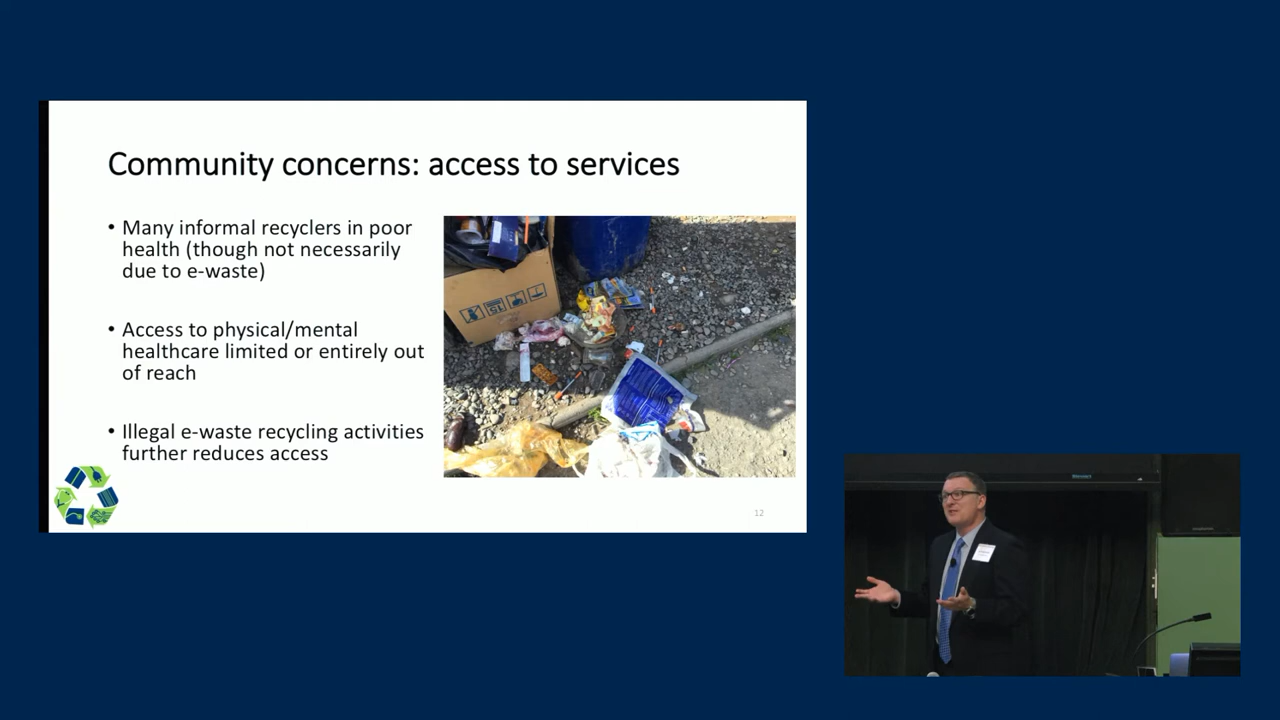 Community concerns: access to services
• Many informal recyclers in poor
health (though not necessarily
due to e-waste)
• Access to physical/mental
healthcare limited or entirely out
of reach
• Illegal e-waste recycling activities
further reduces access
12